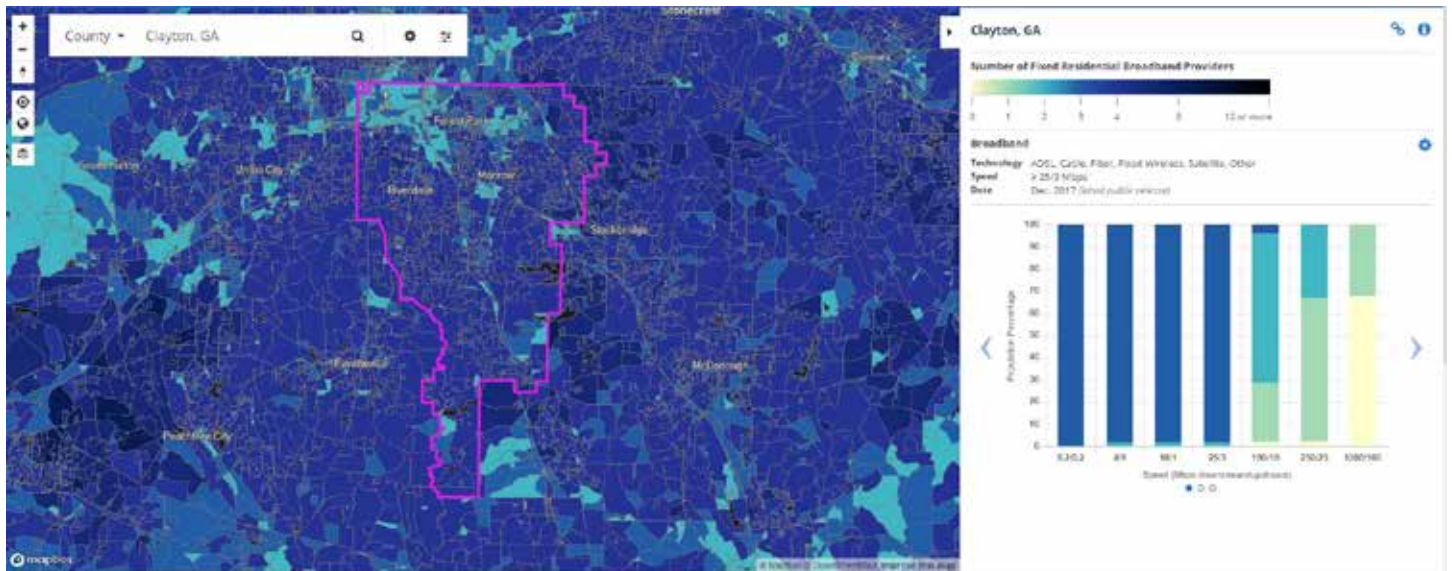 Stonecrest
County
Clayton, GA
Forest Park
Union City
Riverdale
Morrow
Stockbridge
Fayetteville
McDonough
Peachtree City
mapbox
Clayton, GA
Number of Fixed Residential Broadband Providers
0 1 2 3 4 8 12 or more
Broadband
Technology ADSL, Cable, Fiber, Fixed Wireless, Satellite, Other
Speed ≥ 25/3 Mbps
Date Dec. 2017 (latest public release)
Population Percentage
100
90
80
70
60
50
40
30
20
10
0
0.2/0.2 4/1 10/1 25/3 100/10 250/25 1000/100
Speed (Mbps downstream/upstream)